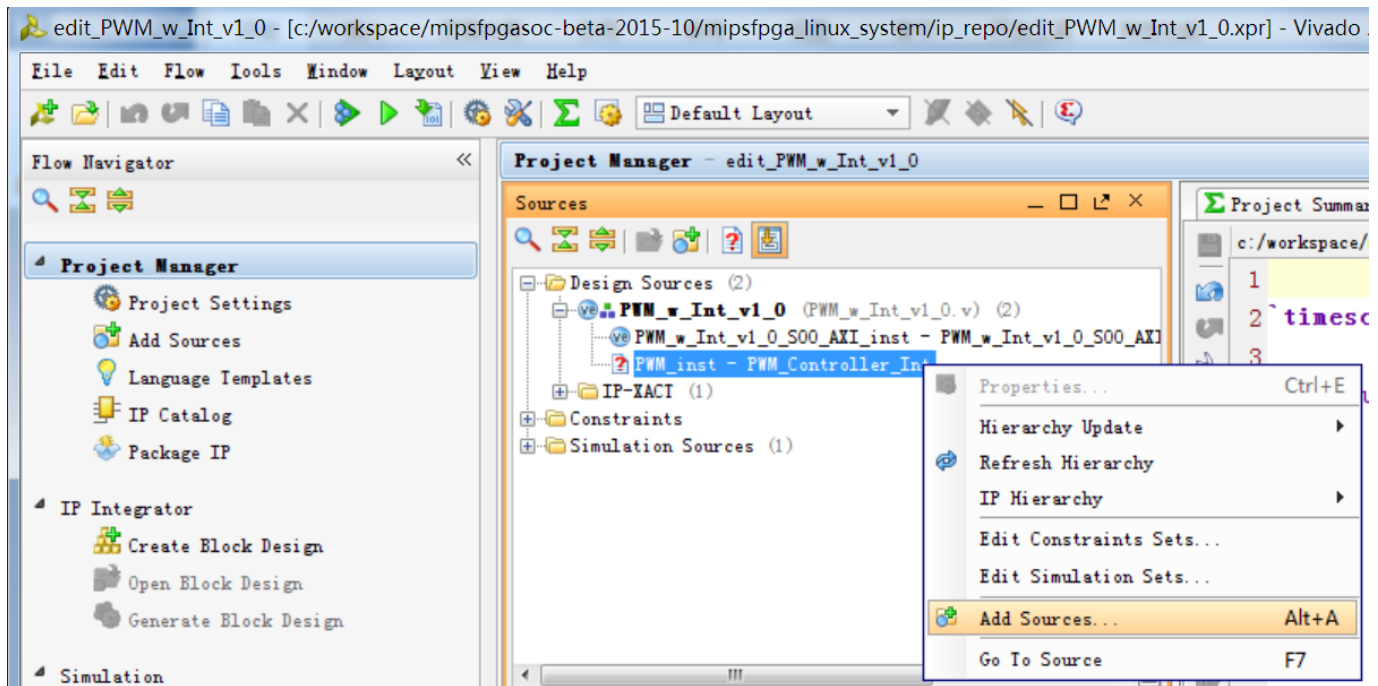 edit_PWM_w_Int_v1_0 - [c:/workspace/mipsfpgasoc-beta-2015-10/mipsfpga_linux_system/ip_repo/edit_PWM_w_Int_v1_0.xpr] - Vivado
File Edit Flow Tools Window Layout View Help
Default Layout
Flow Navigator
Project Manager - edit_PWM_w_Int_v1_0
Sources
Project Summar
c:/workspace/
Project Manager
Project Settings
Add Sources
Language Templates
IP Catalog
Package IP
IP Integrator
Create Block Design
Open Block Design
Generate Block Design
Simulation
Design Sources (2)
PWM_w_Int_v1_0 (PWM_w_Int_v1_0.v) (2)
PWM_w_Int_v1_0_S00_AXI_inst - PWM_w_Int_v1_0_S00_AXI
PWM_inst - PWM_Controller_Int
IP-XACT (1)
Constraints
Simulation Sources (1)
1
2 `timesc
3
Properties... Ctrl+E
Hierarchy Update
Refresh Hierarchy
IP Hierarchy
Edit Constraints Sets...
Edit Simulation Sets...
Add Sources... Alt+A
Go To Source F7